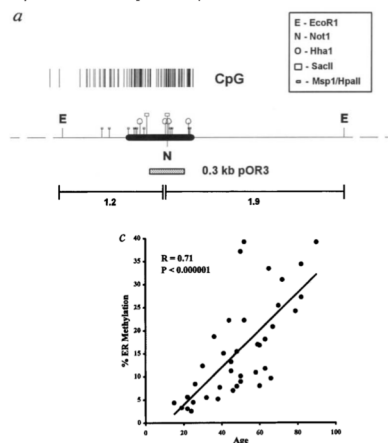 a
E - EcoR1
N - Not1
O - Hha1
□ - SacII
- Msp1/HpaII
CpG
E
E
N
0.3 kb pOR3
1.2
1.9
c
R = 0.71
P < 0.000001
% ER Methylation
40
35
30
25
20
15
10
5
0
0
20
40
60
80
100
Age